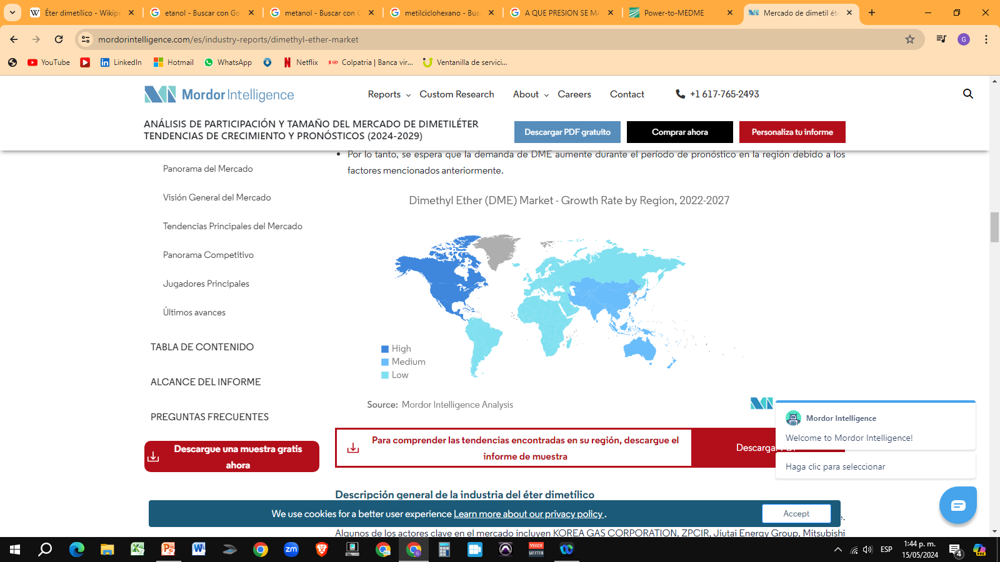 Éter dimetílico - Wikipe
etanol - Buscar con Go
metanol - Buscar con G
metilciclohexano - Bus
A QUE PRESION SE MA
Power-to-MEDME
Mercado de dimetil éte
mordorintelligence.com/es/industry-reports/dimethyl-ether-market
G
YouTube
LinkedIn
Hotmail
WhatsApp
Netflix
Colpatria | Banca vir...
Ventanilla de servici...
Mordor Intelligence
Reports
Custom Research
About
Careers
Contact
+1 617-765-2493
ANÁLISIS DE PARTICIPACIÓN Y TAMAÑO DEL MERCADO DE DIMETILÉTER
TENDENCIAS DE CRECIMIENTO Y PRONÓSTICOS (2024-2029)
Descargar PDF gratuito
Comprar ahora
Personaliza tu informe
Panorama del Mercado
Visión General del Mercado
Tendencias Principales del Mercado
Panorama Competitivo
Jugadores Principales
Últimos avances
TABLA DE CONTENIDO
ALCANCE DEL INFORME
PREGUNTAS FRECUENTES
Descargue una muestra gratis
ahora
• Por lo tanto, se espera que la demanda de DME aumente durante el período de pronóstico en la región debido a los
factores mencionados anteriormente.
Dimethyl Ether (DME) Market - Growth Rate by Region, 2022-2027
High
Medium
Low
Source: Mordor Intelligence Analysis
Para comprender las tendencias encontradas en su región, descargue el
informe de muestra
Descargar
Mordor Intelligence
Welcome to Mordor Intelligence!
Haga clic para seleccionar
Descripción general de la industria del éter dimetílico
We use cookies for a better user experience Learn more about our privacy policy .
Accept
Algunos de los actores clave en el mercado incluyen KOREA GAS CORPORATION, ZPCIR, Jiutai Energy Group, Mitsubishi
zm
VOICE
MEETER
ESP
1:44 p. m.
15/05/2024
4
PRE